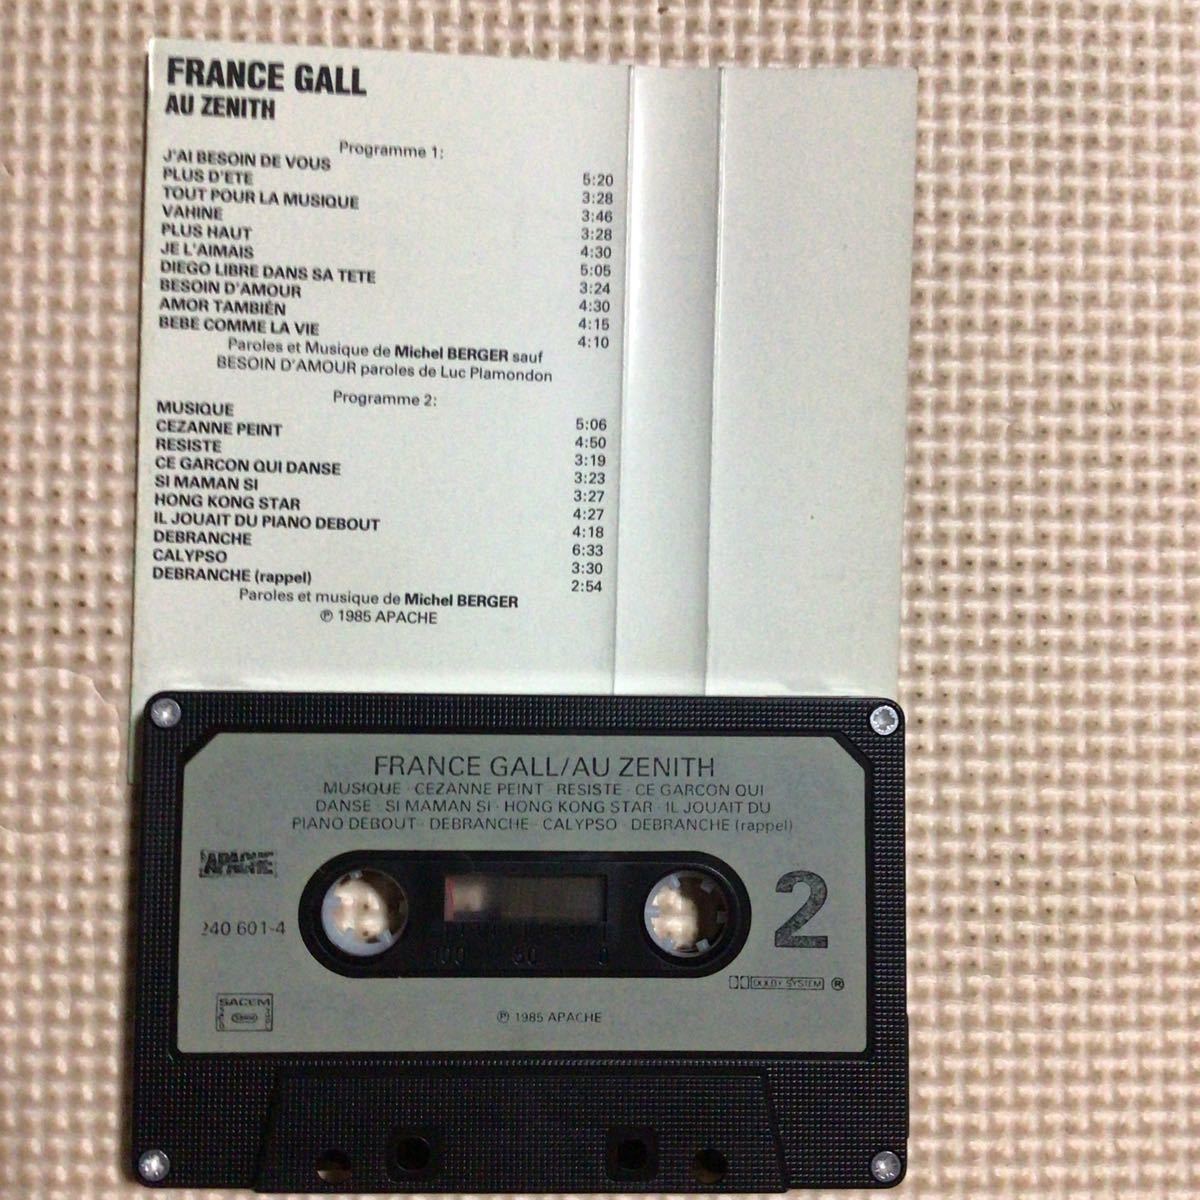 FRANCE GALL
AU ZENITH
Programme 1:
J'AI BESOIN DE VOUS 5:20
PLUS D'ETE 3:28
TOUT POUR LA MUSIQUE 3:46
VAHINE 3:28
PLUS HAUT 4:30
JE L'AIMAIS 5:05
DIEGO LIBRE DANS SA TETE 3:24
BESOIN D'AMOUR 4:30
AMOR TAMBIÉN 4:15
BEBE COMME LA VIE 4:10
Paroles et Musique de Michel BERGER sauf
BESOIN D'AMOUR paroles de Luc Plamondon
Programme 2:
MUSIQUE 5:06
CEZANNE PEINT 4:50
RESISTE 3:19
CE GARCON QUI DANSE 3:23
SI MAMAN SI 3:27
HONG KONG STAR 4:27
IL JOUAIT DU PIANO DEBOUT 4:18
DEBRANCHE 6:33
CALYPSO 3:30
DEBRANCHE (rappel) 2:54
Paroles et musique de Michel BERGER
℗ 1985 APACHE
FRANCE GALL/AU ZENITH
MUSIQUE · CEZANNE PEINT · RESISTE · CE GARCON QUI
DANSE · SI MAMAN SI · HONG KONG STAR · IL JOUAIT DU
PIANO DEBOUT · DEBRANCHE · CALYPSO · DEBRANCHE (rappel)
APACHE
240 601-4
2
100 50 0
DOLBY SYSTEM ®
SACEM
℗ 1985 APACHE